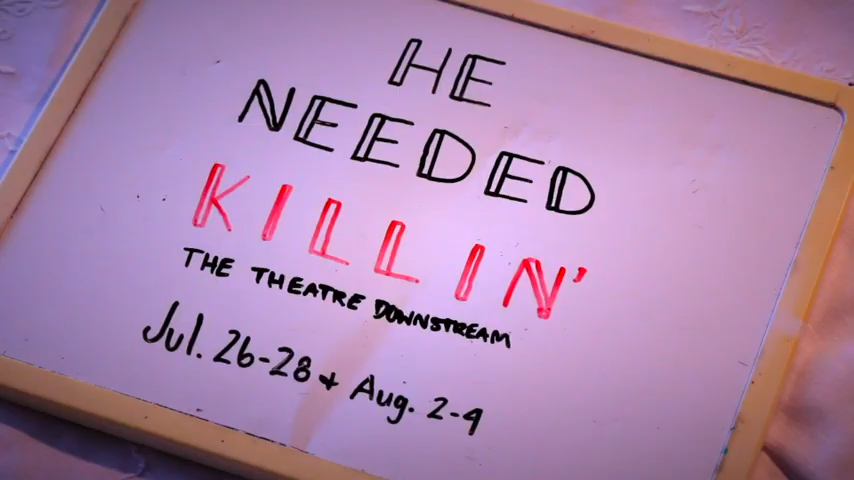 HE
NEEDED
KILLIN'
THE THEATRE DOWNSTREAM
Jul. 26-28 & Aug. 2-4